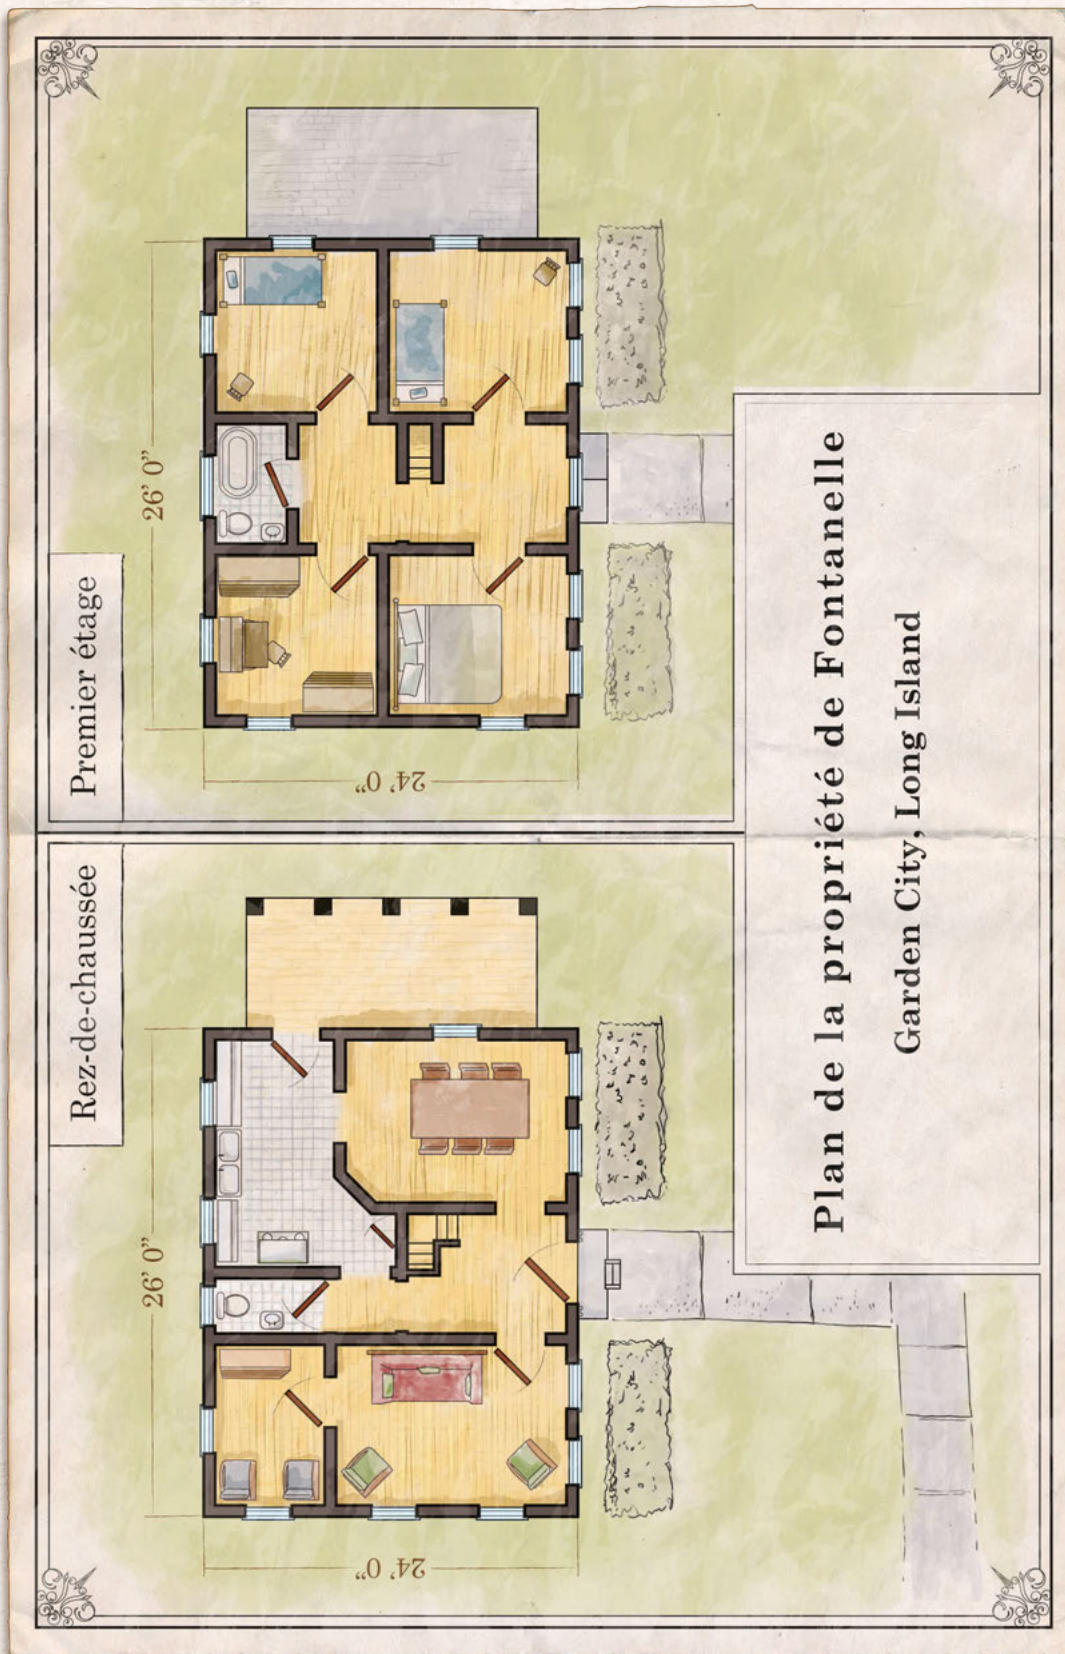 Rez-de-chaussée
26' 0"
24' 0"
Premier étage
26' 0"
24' 0"
Plan de la propriété de Fontanelle
Garden City, Long Island